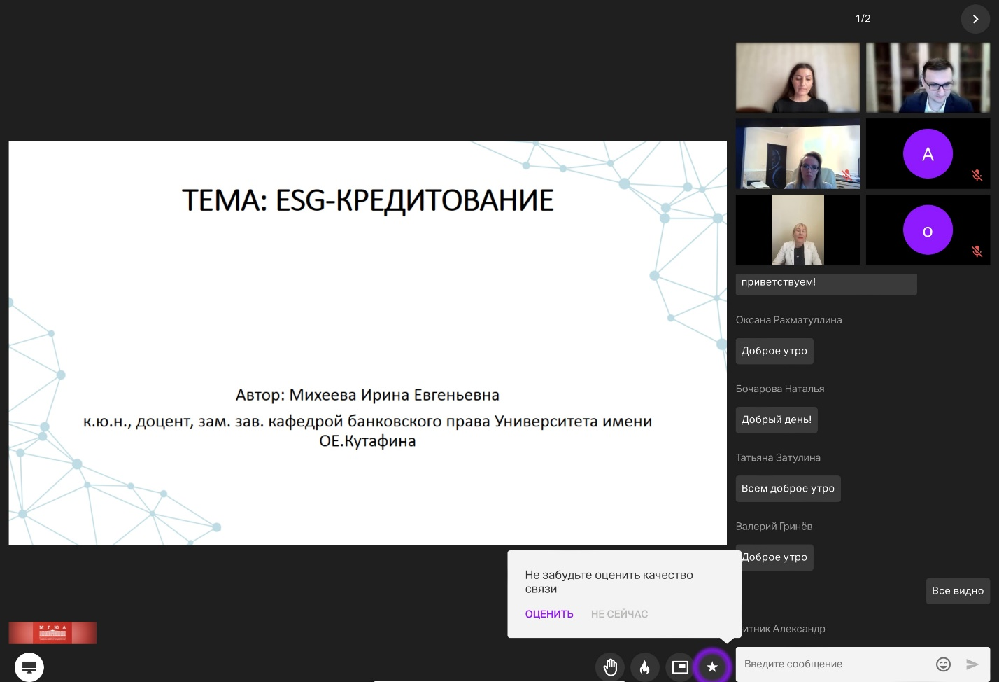 1/2
ТЕМА: ESG-КРЕДИТОВАНИЕ
Автор: Михеева Ирина Евгеньевна
к.ю.н., доцент, зам. зав. кафедрой банковского права Университета имени
ОЕ.Кутафина
А
о
приветствуем!
Оксана Рахматуллина
Доброе утро
Бочарова Наталья
Добрый день!
Татьяна Затулина
Всем доброе утро
Валерий Гринёв
Доброе утро
Все видно
итник Александр
Введите сообщение
Не забудьте оценить качество
связи
ОЦЕНИТЬ НЕ СЕЙЧАС
МГЮА